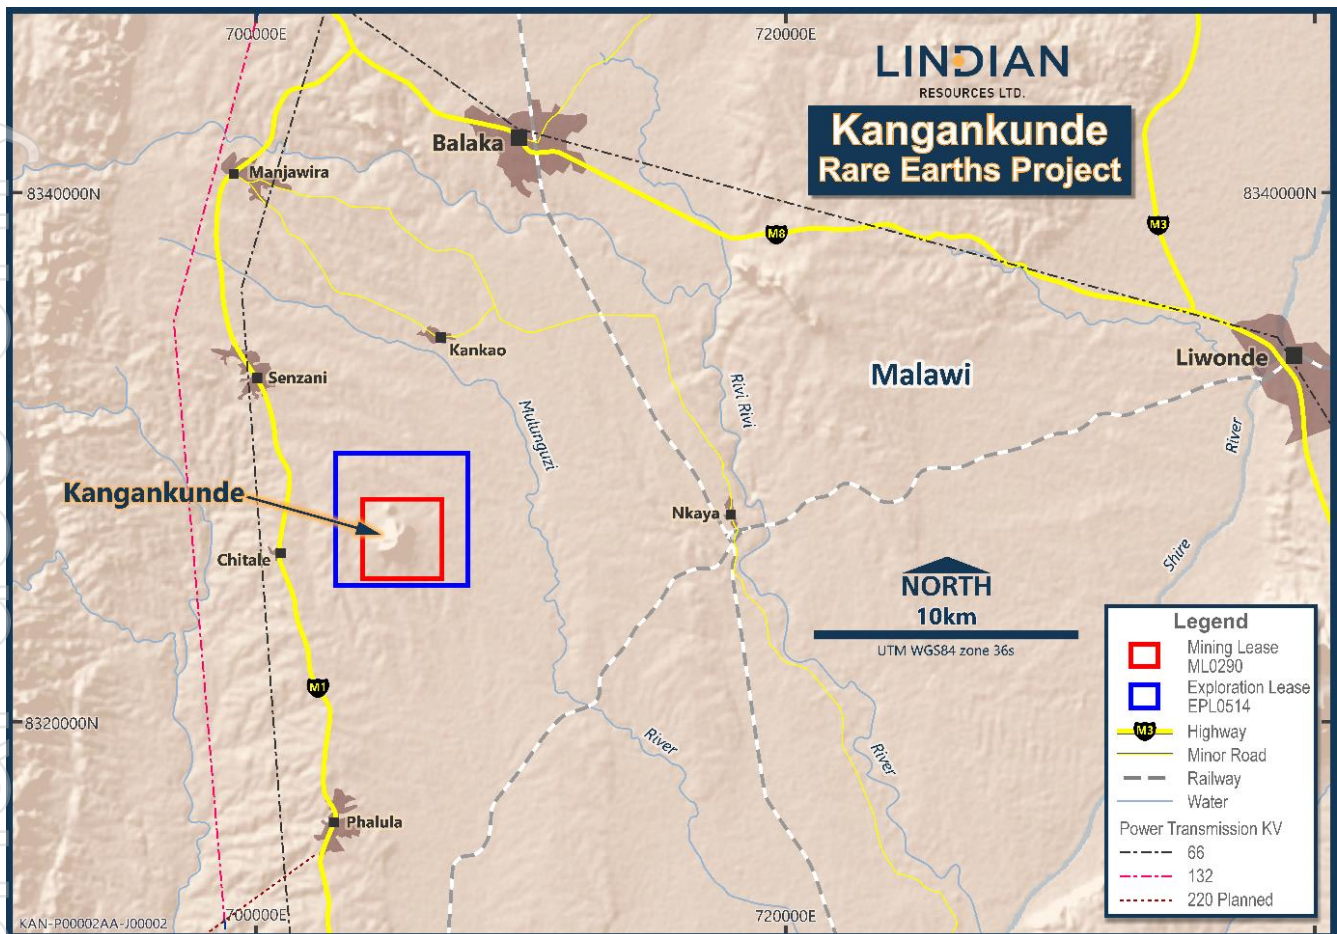 700000E
720000E
LINDIAN
RESOURCES LTD.
Kangankunde
Rare Earths Project
Balaka
Manjawira
8340000N
8340000N
M3
M8
Kankao
Liwonde
Senzani
Malawi
Rivi Rivi
Mulunguzi
River
Kangankunde
Nkaya
Chitale
Shire
NORTH
10km
UTM WGS84 zone 36s
M1
8320000N
River
River
Phalula
Legend
Mining Lease
ML0290
Exploration Lease
EPL0514
M3 Highway
Minor Road
Railway
Water
Power Transmission KV
66
132
220 Planned
700000E
720000E
KAN-P00002AA-J00002